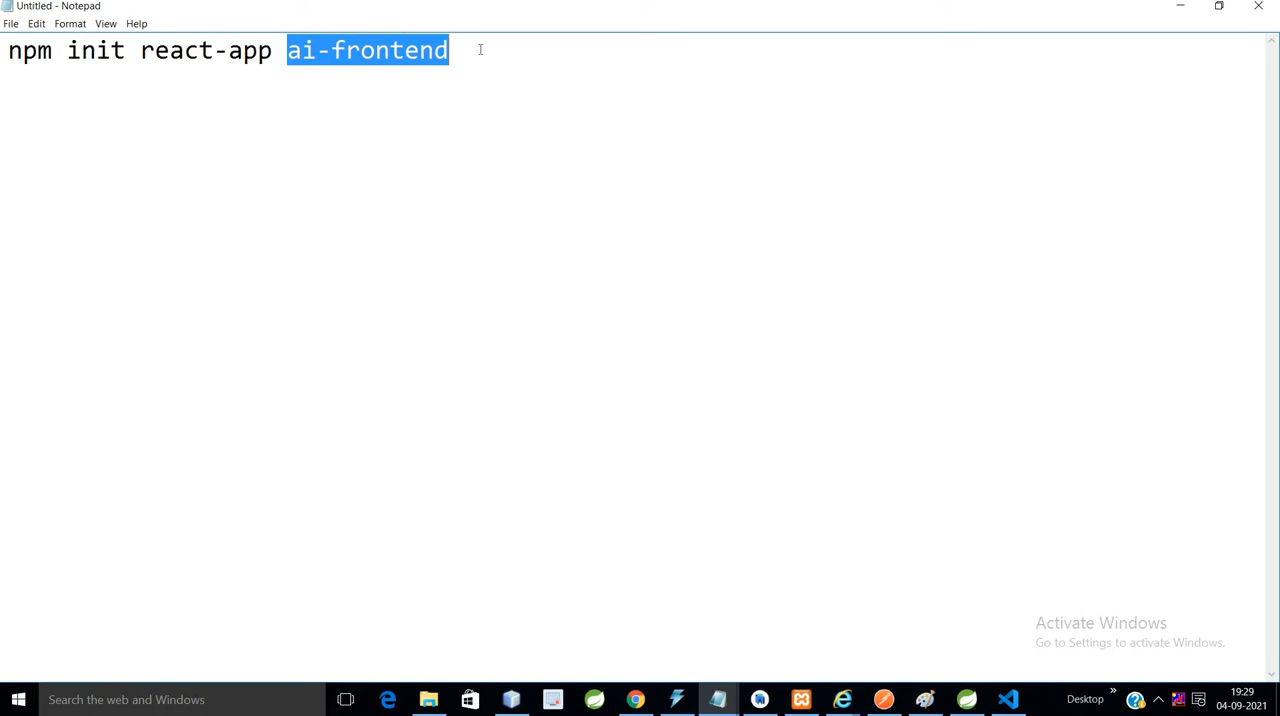 Untitled - Notepad
File Edit Format View Help
npm init react-app ai-frontend
Activate Windows
Go to Settings to activate Windows.
Search the web and Windows
Desktop
19:29
04-09-2021